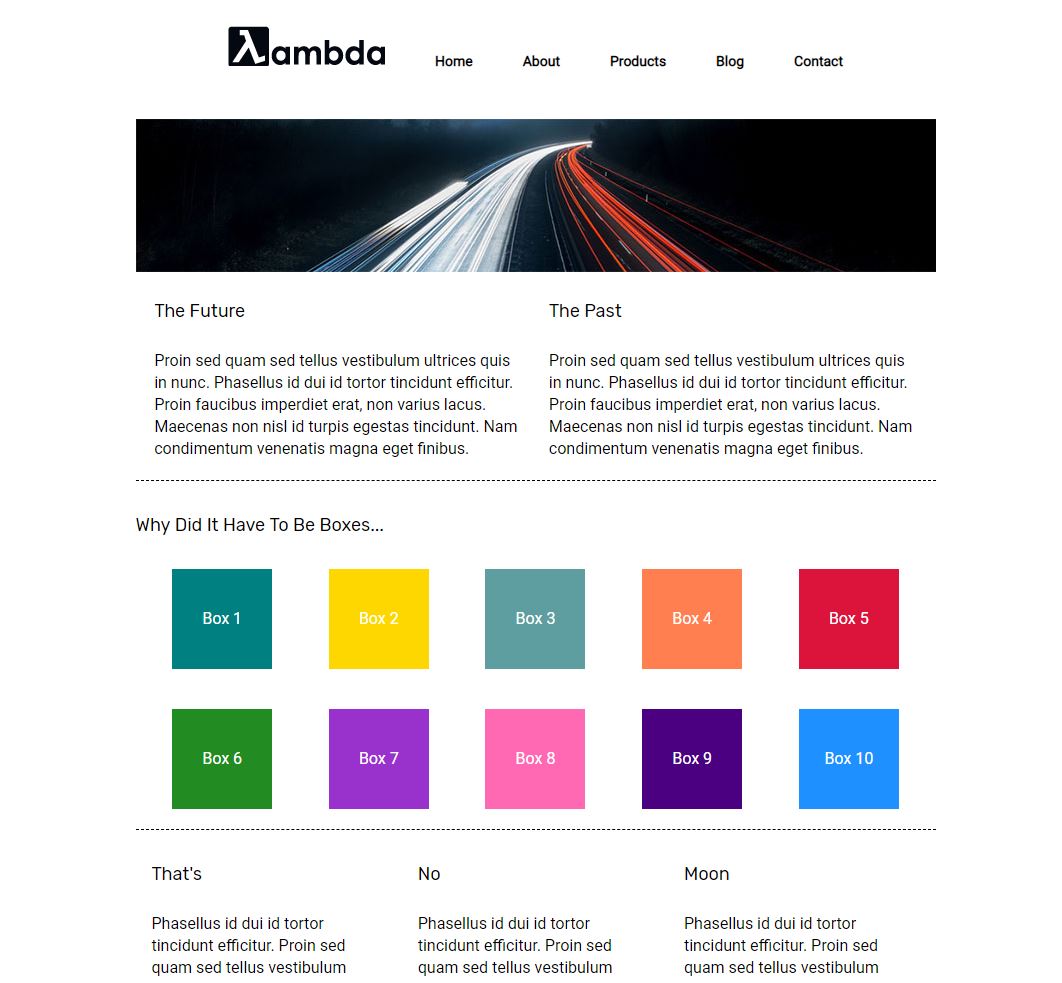 λambda
Home About Products Blog Contact
The Future
Proin sed quam sed tellus vestibulum ultrices quis
in nunc. Phasellus id dui id tortor tincidunt efficitur.
Proin faucibus imperdiet erat, non varius lacus.
Maecenas non nisl id turpis egestas tincidunt. Nam
condimentum venenatis magna eget finibus.
The Past
Proin sed quam sed tellus vestibulum ultrices quis
in nunc. Phasellus id dui id tortor tincidunt efficitur.
Proin faucibus imperdiet erat, non varius lacus.
Maecenas non nisl id turpis egestas tincidunt. Nam
condimentum venenatis magna eget finibus.
Why Did It Have To Be Boxes...
Box 1 Box 2 Box 3 Box 4 Box 5
Box 6 Box 7 Box 8 Box 9 Box 10
That's
Phasellus id dui id tortor
tincidunt efficitur. Proin sed
quam sed tellus vestibulum
No
Phasellus id dui id tortor
tincidunt efficitur. Proin sed
quam sed tellus vestibulum
Moon
Phasellus id dui id tortor
tincidunt efficitur. Proin sed
quam sed tellus vestibulum